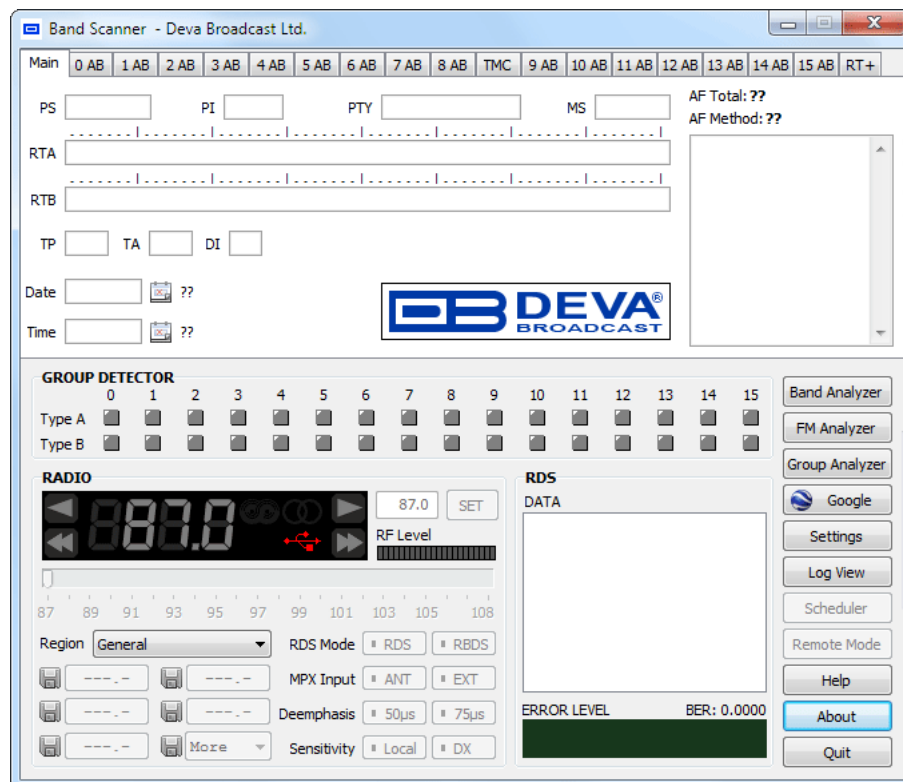 Band Scanner - Deva Broadcast Ltd.
Main 0 AB 1 AB 2 AB 3 AB 4 AB 5 AB 6 AB 7 AB 8 AB TMC 9 AB 10 AB 11 AB 12 AB 13 AB 14 AB 15 AB RT+
PS PI PTY MS AF Total: ??
AF Method: ??
RTA
RTB
TP TA DI
Date ??
Time ??
DEVA®
BROADCAST
GROUP DETECTOR
0 1 2 3 4 5 6 7 8 9 10 11 12 13 14 15
Type A
Type B
Band Analyzer
FM Analyzer
Group Analyzer
Google
Settings
Log View
Scheduler
Remote Mode
Help
About
Quit
RADIO
87.0 87.0 SET
RF Level
87 89 91 93 95 97 99 101 103 105 108
Region General RDS Mode RDS RBDS
---.- ---.- MPX Input ANT EXT
---.- ---.- Deemphasis 50µs 75µs
---.- More Sensitivity Local DX
RDS
DATA
ERROR LEVEL BER: 0.0000